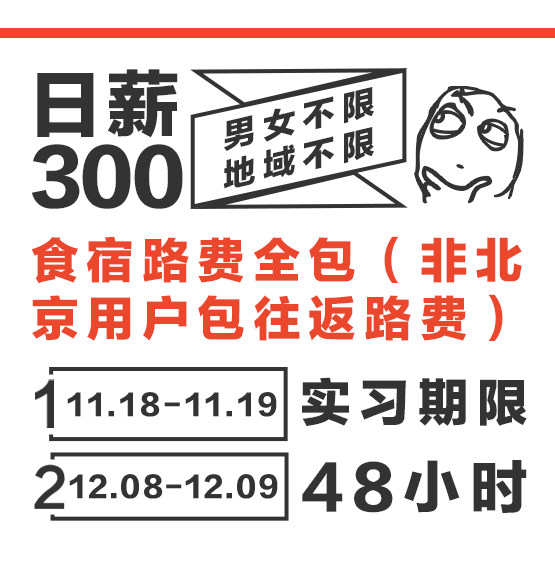 日薪
300
男女不限
地域不限
食宿路费全包（非北
京用户包往返路费）
1 11.18-11.19 实习期限
2 12.08-12.09 48小时